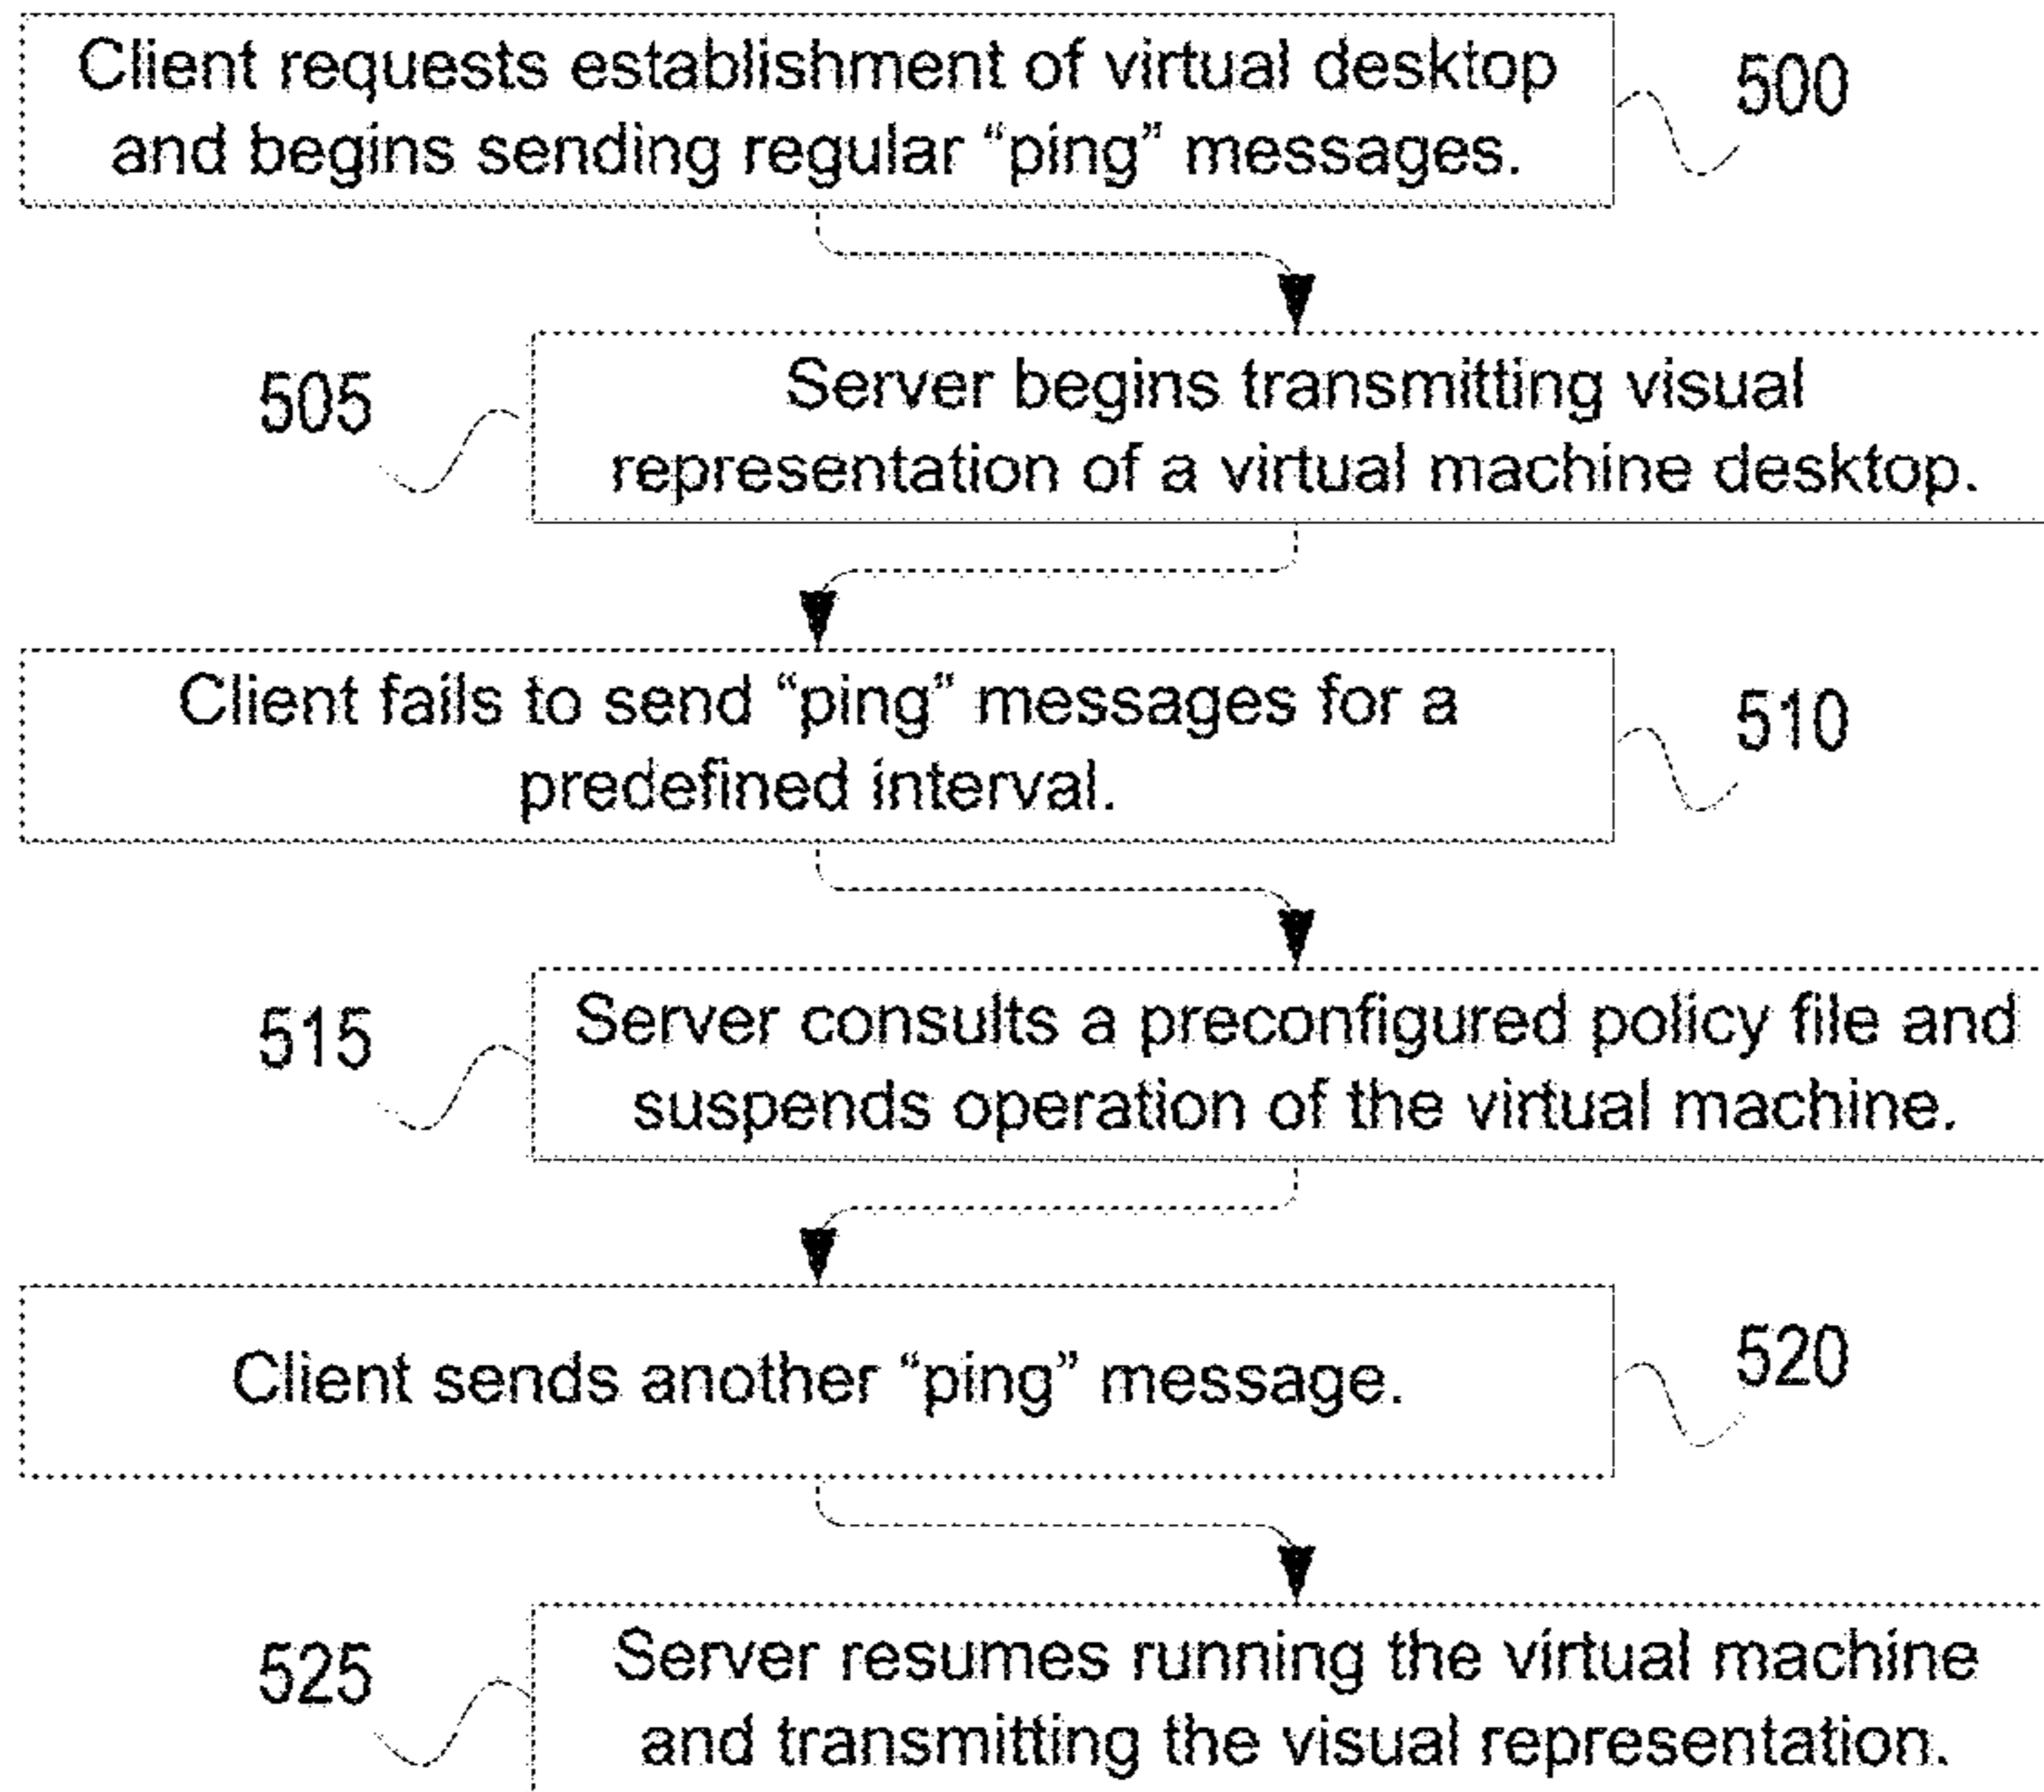 Client requests establishment of virtual desktop
and begins sending regular “ping” messages.
500
505
Server begins transmitting visual
representation of a virtual machine desktop.
Client fails to send “ping” messages for a
predefined interval.
510
515
Server consults a preconfigured policy file and
suspends operation of the virtual machine.
Client sends another “ping” message.
520
525
Server resumes running the virtual machine
and transmitting the visual representation.